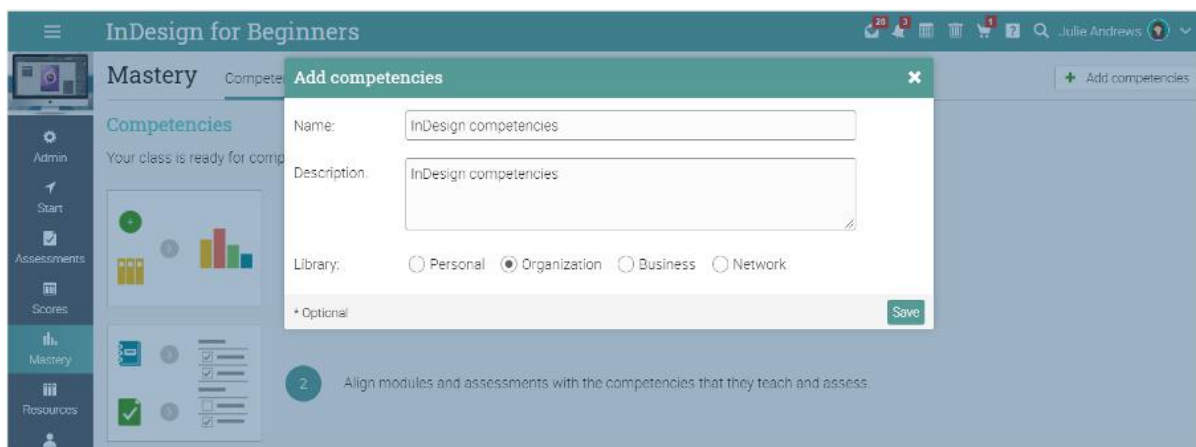 InDesign for Beginners
26
3
1
Julie Andrews
Mastery
Add competencies
Add competencies
Competencies
Your class is ready for
Name:
InDesign competencies
Description:
InDesign competencies
Library:
Personal
Organization
Business
Network
* Optional
Save
Admin
Start
Assessments
Scores
Mastery
Resources
2
Align modules and assessments with the competencies that they teach and assess.